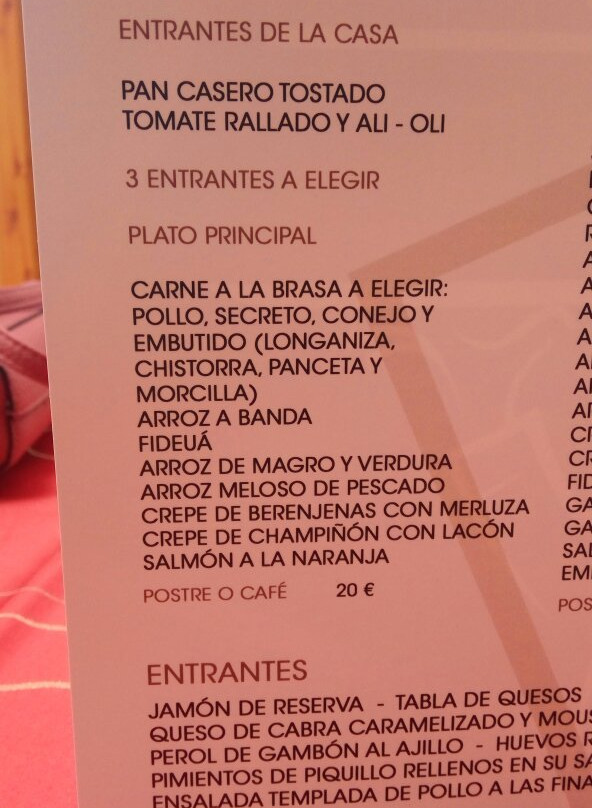 ENTRANTES DE LA CASA
PAN CASERO TOSTADO
TOMATE RALLADO Y ALI - OLI
3 ENTRANTES A ELEGIR
PLATO PRINCIPAL
CARNE A LA BRASA A ELEGIR:
POLLO, SECRETO, CONEJO Y
EMBUTIDO (LONGANIZA,
CHISTORRA, PANCETA Y
MORCILLA)
ARROZ A BANDA
FIDEUÁ
ARROZ DE MAGRO Y VERDURA
ARROZ MELOSO DE PESCADO
CREPE DE BERENJENAS CON MERLUZA
CREPE DE CHAMPIÑÓN CON LACÓN
SALMÓN A LA NARANJA
POSTRE O CAFÉ 20 €
ENTRANTES
JAMÓN DE RESERVA - TABLA DE QUESOS
QUESO DE CABRA CARAMELIZADO Y
PEROL DE GAMBÓN AL AJILLO - HUEVOS
PIMIENTOS DE PIQUILLO RELLENOS EN SU
ENSALADA TEMPLADA DE POLLO A LAS